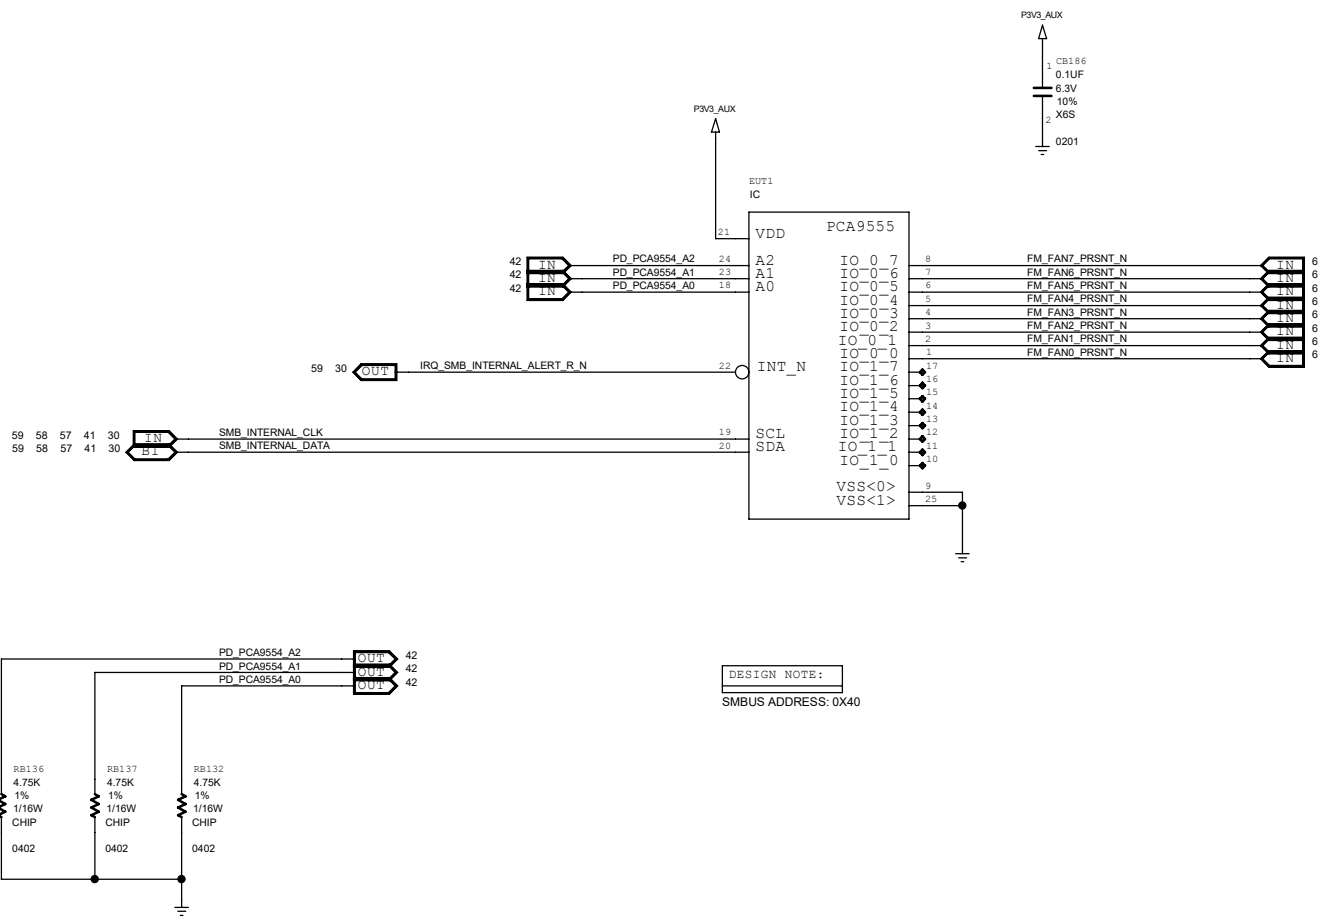 P3V3_AUX
1 CB186
0.1UF
6.3V
10%
2 X6S
0201
P3V3_AUX
EUT1
IC
PCA9555
21 VDD
42 IN PD_PCA9554_A2 24 A2
42 IN PD_PCA9554_A1 23 A1
42 IN PD_PCA9554_A0 18 A0
IO_0_7 8 FM_FAN7_PRSNT_N IN 6
IO_0_6 7 FM_FAN6_PRSNT_N IN 6
IO_0_5 6 FM_FAN5_PRSNT_N IN 6
IO_0_4 5 FM_FAN4_PRSNT_N IN 6
IO_0_3 4 FM_FAN3_PRSNT_N IN 6
IO_0_2 3 FM_FAN2_PRSNT_N IN 6
IO_0_1 2 FM_FAN1_PRSNT_N IN 6
IO_0_0 1 FM_FAN0_PRSNT_N IN 6
59 30 OUT IRQ_SMB_INTERNAL_ALERT_R_N 22 INT_N
IO_1_7 17
IO_1_6 16
IO_1_5 15
IO_1_4 14
IO_1_3 13
IO_1_2 12
IO_1_1 11
IO_1_0 10
59 58 57 41 30 IN SMB_INTERNAL_CLK 19 SCL
59 58 57 41 30 BI SMB_INTERNAL_DATA 20 SDA
VSS<0> 9
VSS<1> 25
PD_PCA9554_A2 OUT 42
PD_PCA9554_A1 OUT 42
PD_PCA9554_A0 OUT 42
DESIGN NOTE:
SMBUS ADDRESS: 0X40
RB136
4.75K
1%
1/16W
CHIP
0402
RB137
4.75K
1%
1/16W
CHIP
0402
RB132
4.75K
1%
1/16W
CHIP
0402